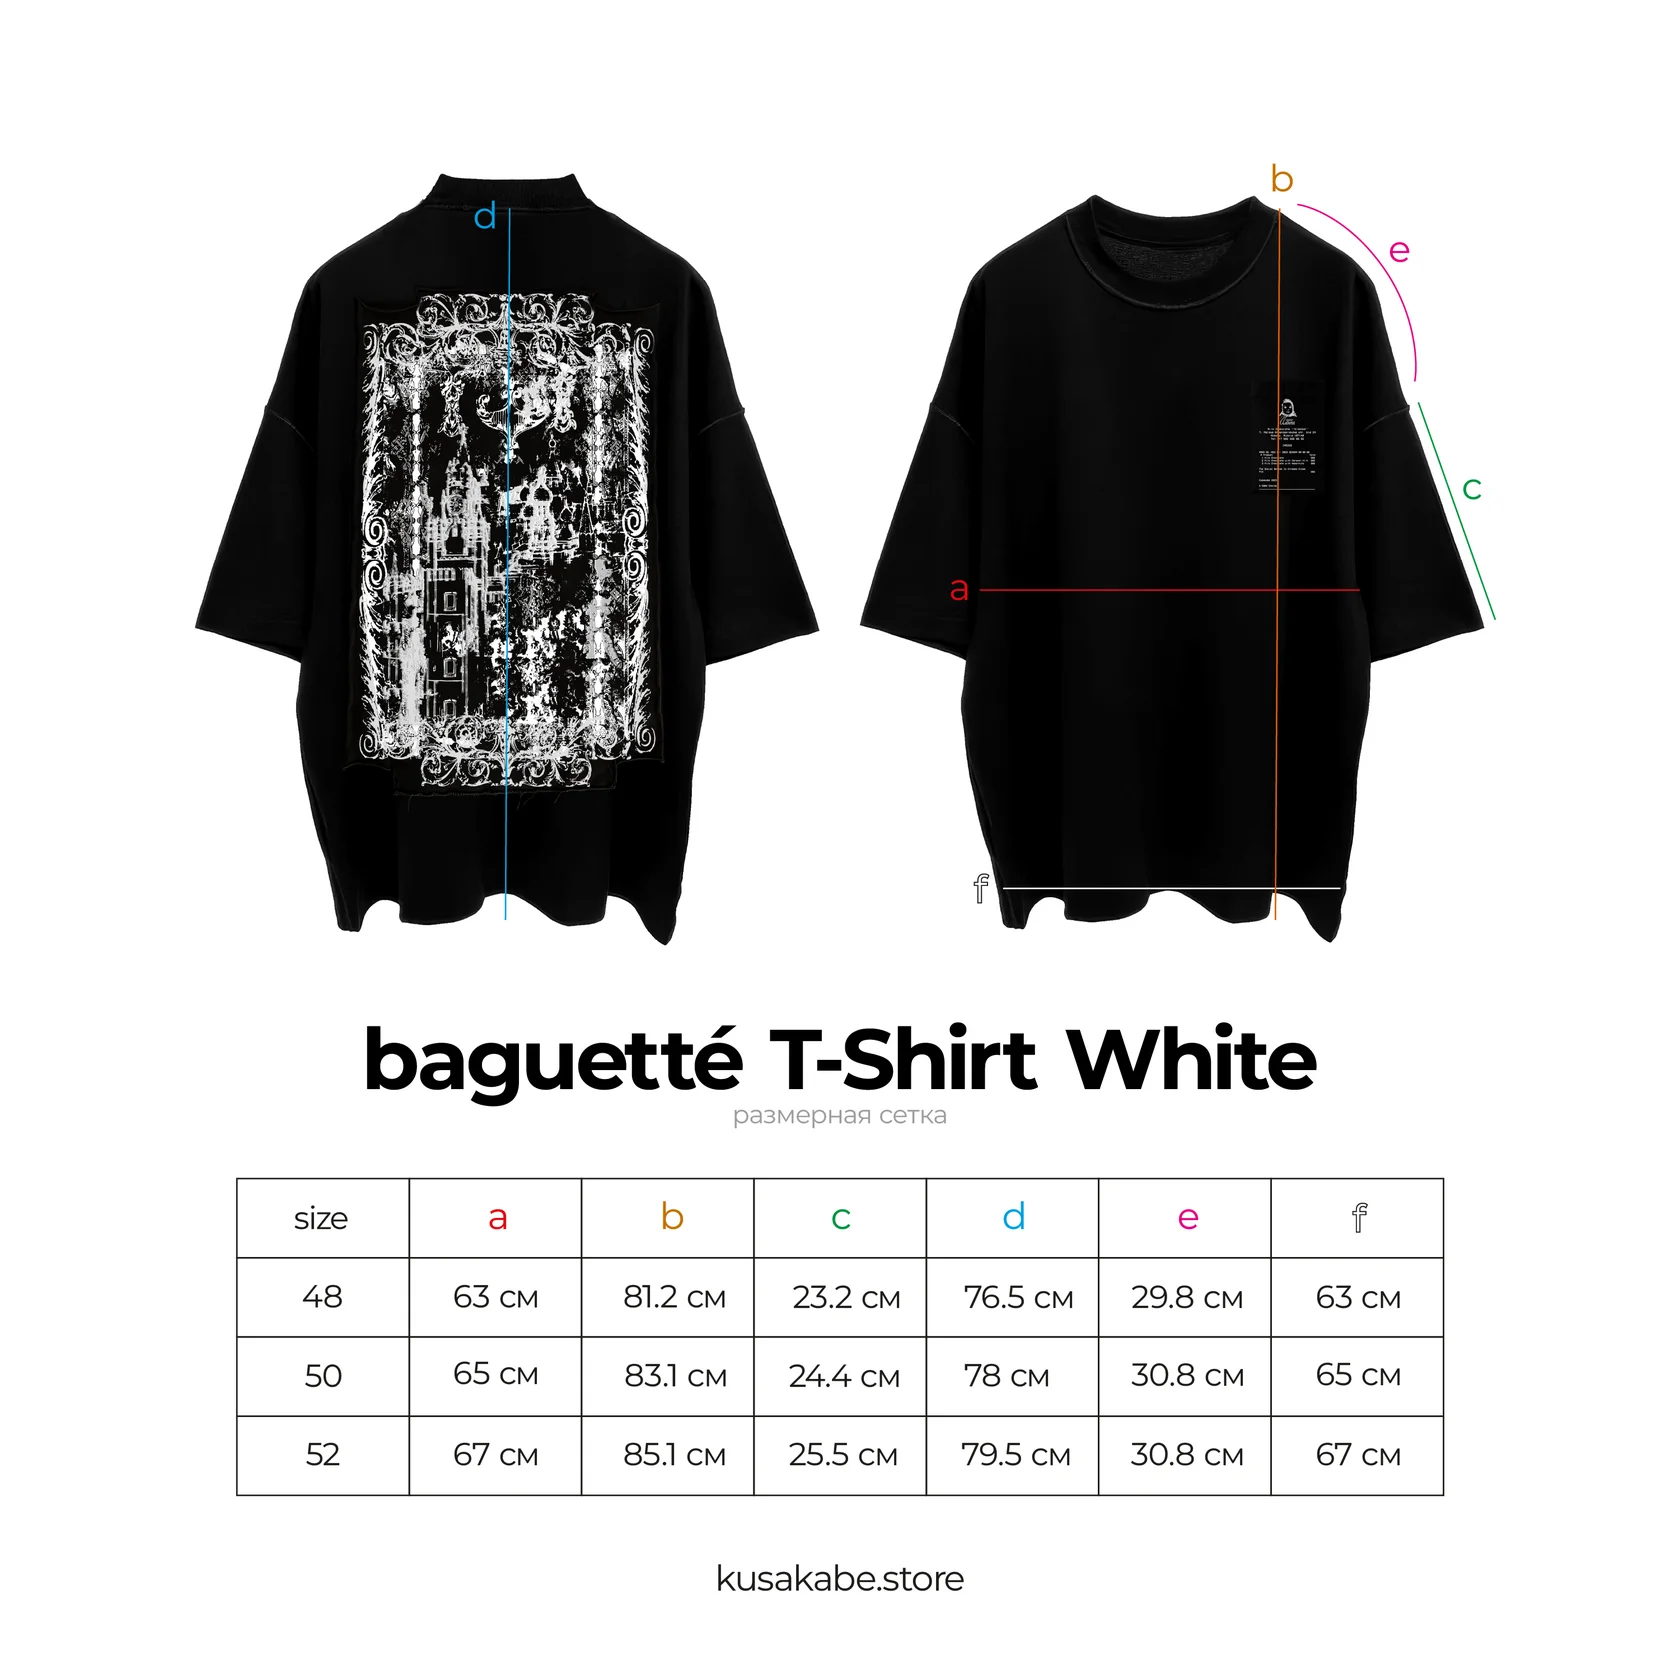 b
d
e
c
a
f
baguetté T-Shirt White
размерная сетка
size a b c d e f
48 63 см 81.2 см 23.2 см 76.5 см 29.8 см 63 см
50 65 см 83.1 см 24.4 см 78 см 30.8 см 65 см
52 67 см 85.1 см 25.5 см 79.5 см 30.8 см 67 см
kusakabe.store